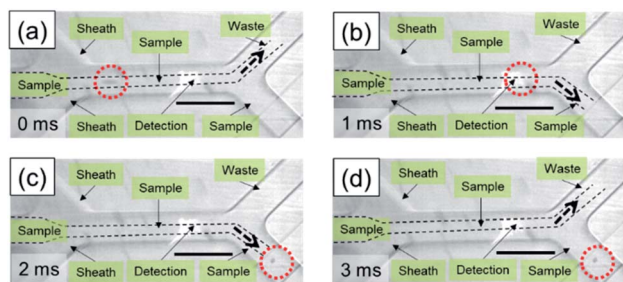 (a)
Sheath
Sample
Waste
Sample
0 ms
Sheath
Detection
Sample
(b)
Sheath
Sample
Waste
Sample
1 ms
Sheath
Detection
Sample
(c)
Sheath
Sample
Waste
Sample
2 ms
Sheath
Detection
Sample
(d)
Sheath
Sample
Waste
Sample
3 ms
Sheath
Detection
Sample